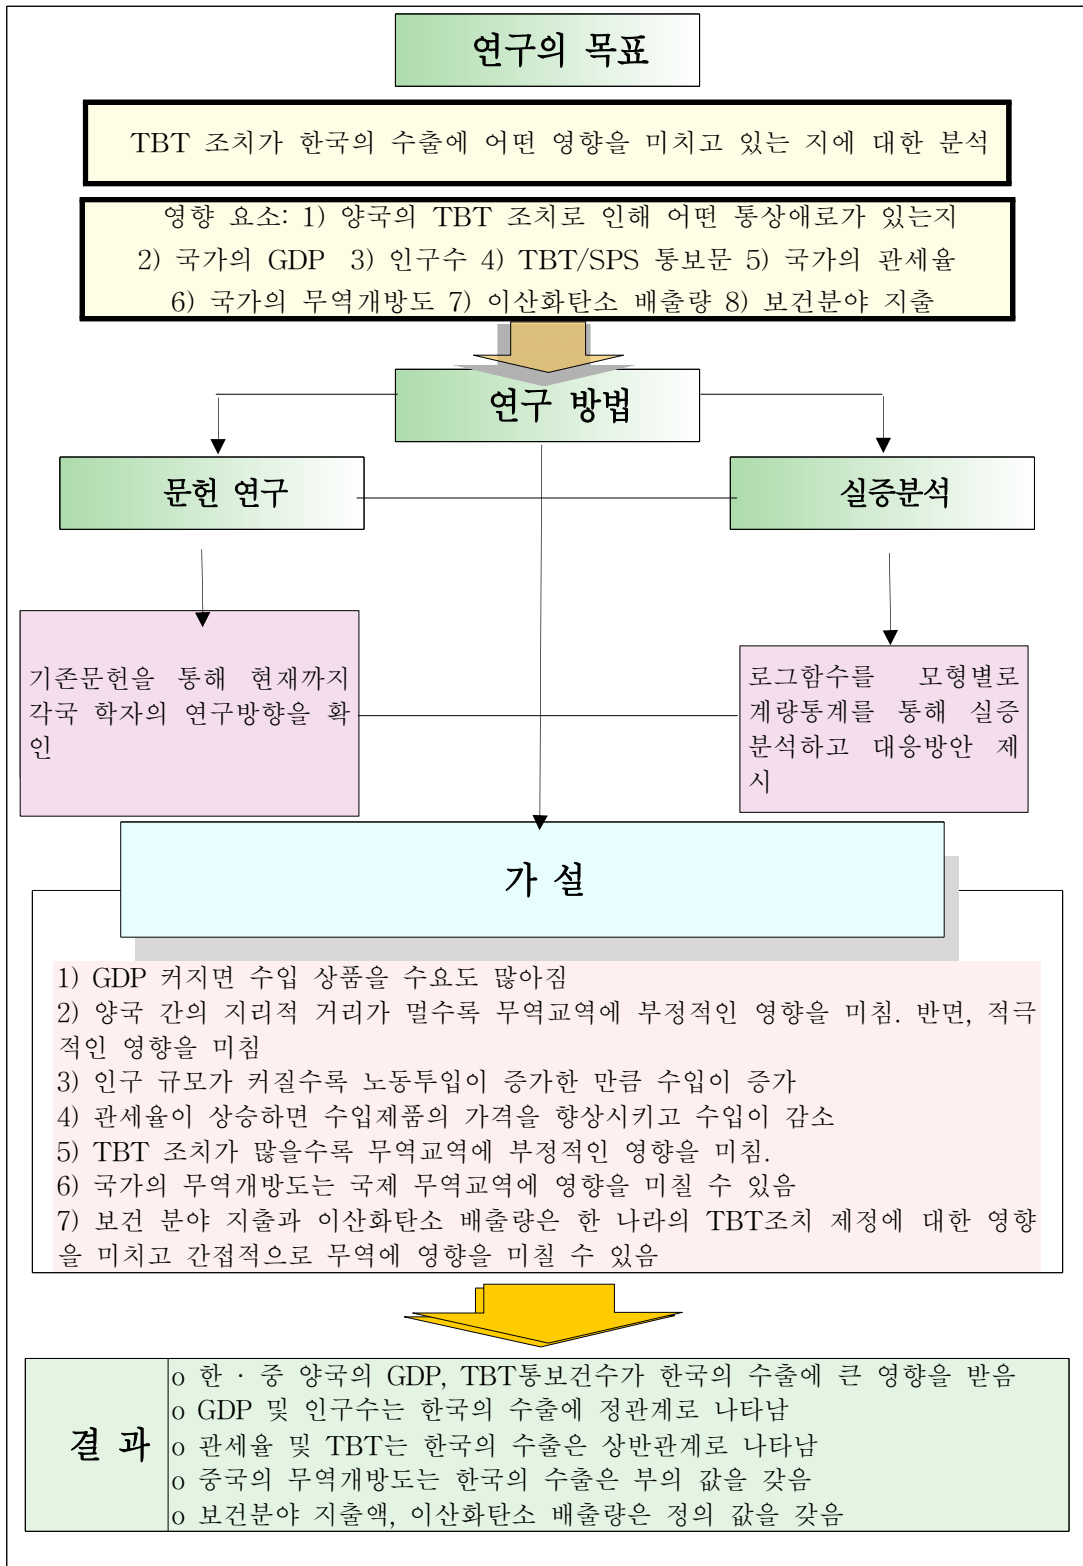 연구의 목표
TBT 조치가 한국의 수출에 어떤 영향을 미치고 있는 지에 대한 분석
영향 요소: 1) 양국의 TBT 조치로 인해 어떤 통상애로가 있는지
2) 국가의 GDP 3) 인구수 4) TBT/SPS 통보문 5) 국가의 관세율
6) 국가의 무역개방도 7) 이산화탄소 배출량 8) 보건분야 지출
연구 방법
문헌 연구
실증분석
기존문헌을 통해 현재까지
각국 학자의 연구방향을 확
인
로그함수를 모형별로
계량통계를 통해 실증
분석하고 대응방안 제
시
가 설
1) GDP 커지면 수입 상품을 수요도 많아짐
2) 양국 간의 지리적 거리가 멀수록 무역교역에 부정적인 영향을 미침. 반면, 적극
적인 영향을 미침
3) 인구 규모가 커질수록 노동투입이 증가한 만큼 수입이 증가
4) 관세율이 상승하면 수입제품의 가격을 향상시키고 수입이 감소
5) TBT 조치가 많을수록 무역교역에 부정적인 영향을 미침.
6) 국가의 무역개방도는 국제 무역교역에 영향을 미칠 수 있음
7) 보건 분야 지출과 이산화탄소 배출량은 한 나라의 TBT조치 제정에 대한 영향
을 미치고 간접적으로 무역에 영향을 미칠 수 있음
결 과
o 한 · 중 양국의 GDP, TBT통보건수가 한국의 수출에 큰 영향을 받음
o GDP 및 인구수는 한국의 수출에 정관계로 나타남
o 관세율 및 TBT는 한국의 수출은 상반관계로 나타남
o 중국의 무역개방도는 한국의 수출은 부의 값을 갖음
o 보건분야 지출액, 이산화탄소 배출량은 정의 값을 갖음